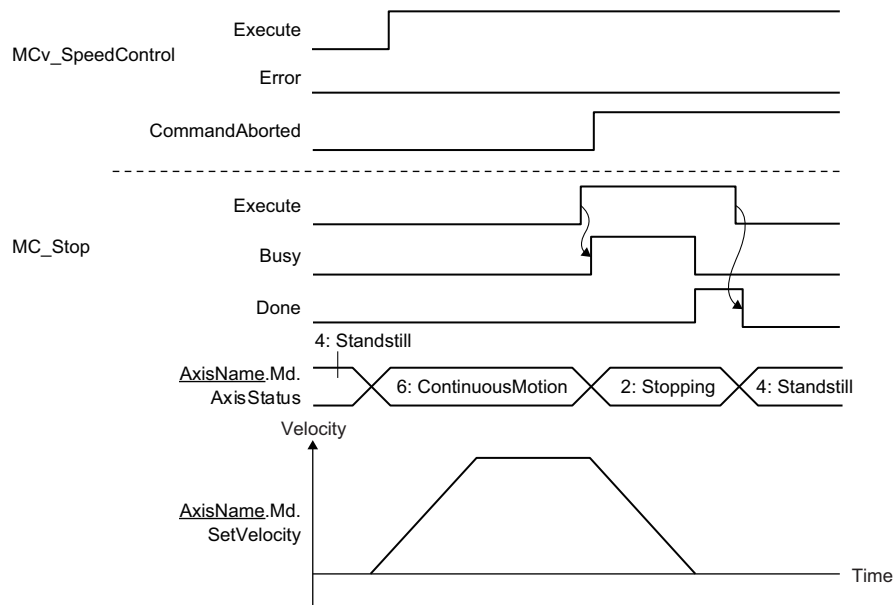 Execute
MCv_SpeedControl
Error
CommandAborted
Execute
MC_Stop
Busy
Done
4: Standstill
AxisName.Md.
AxisStatus
6: ContinuousMotion
2: Stopping
4: Standstill
Velocity
AxisName.Md.
SetVelocity
Time